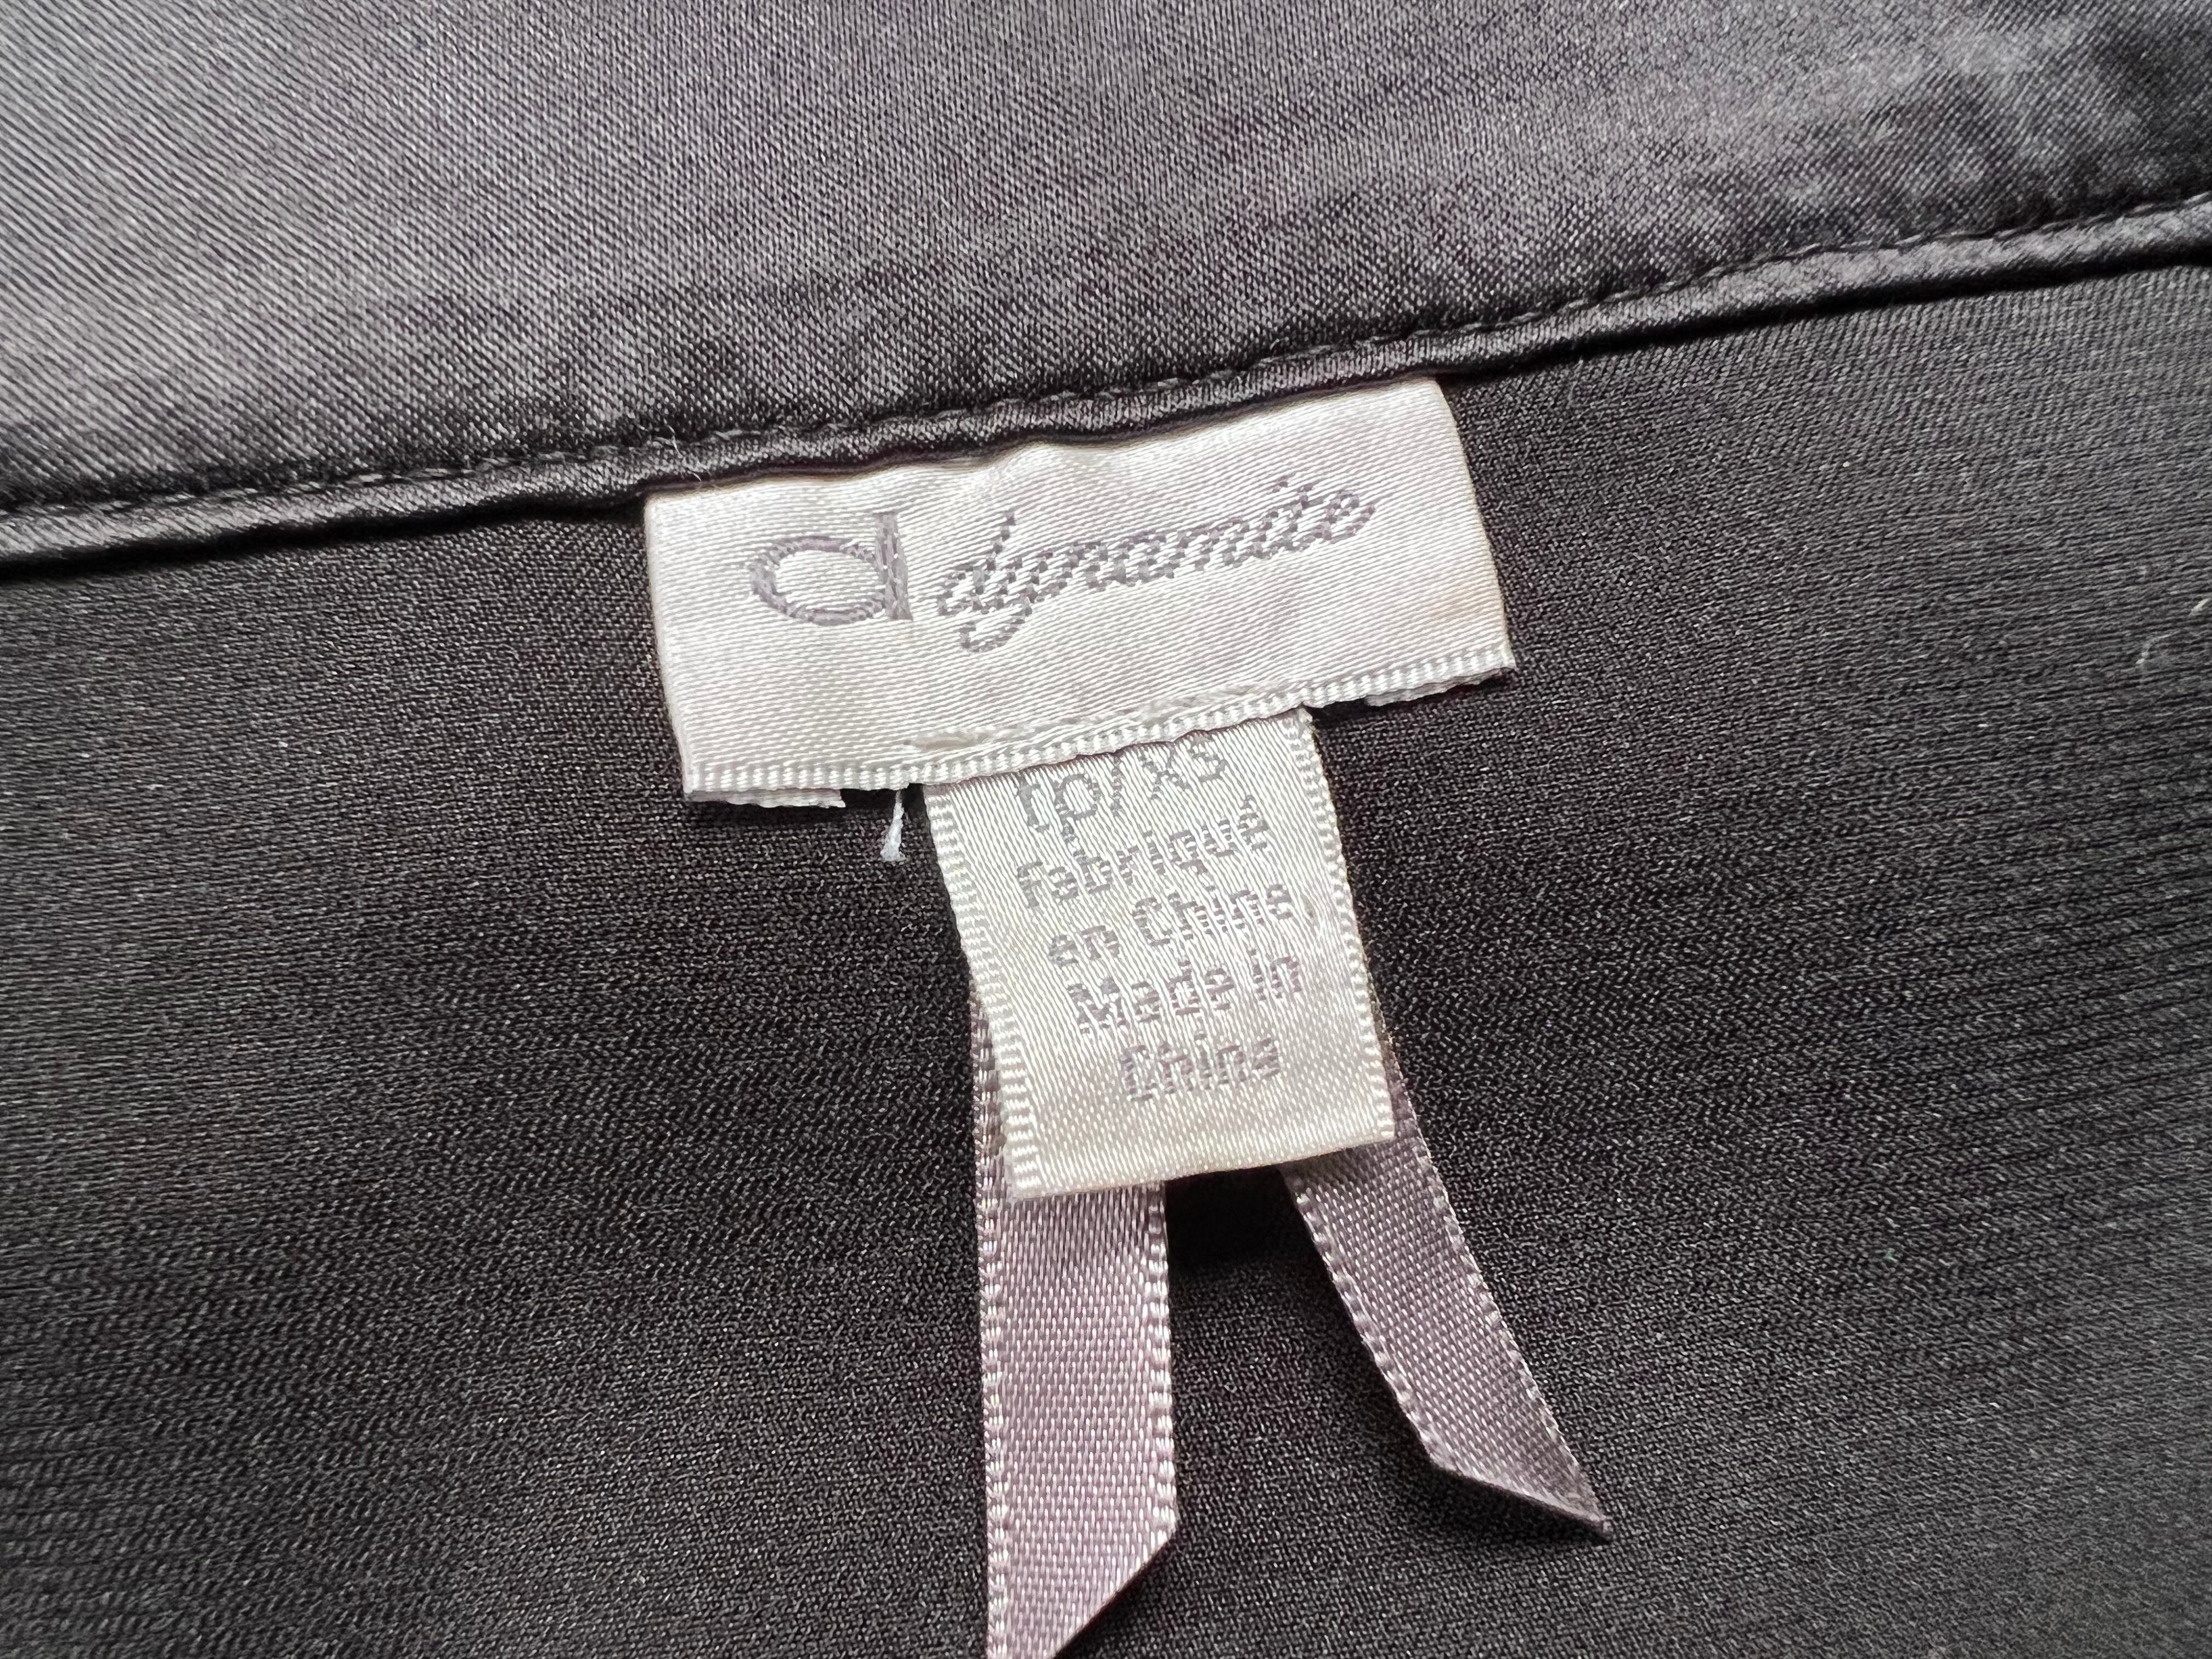 d dynamite
tp/xs
Fabriqué
en Chine,
Made in
China